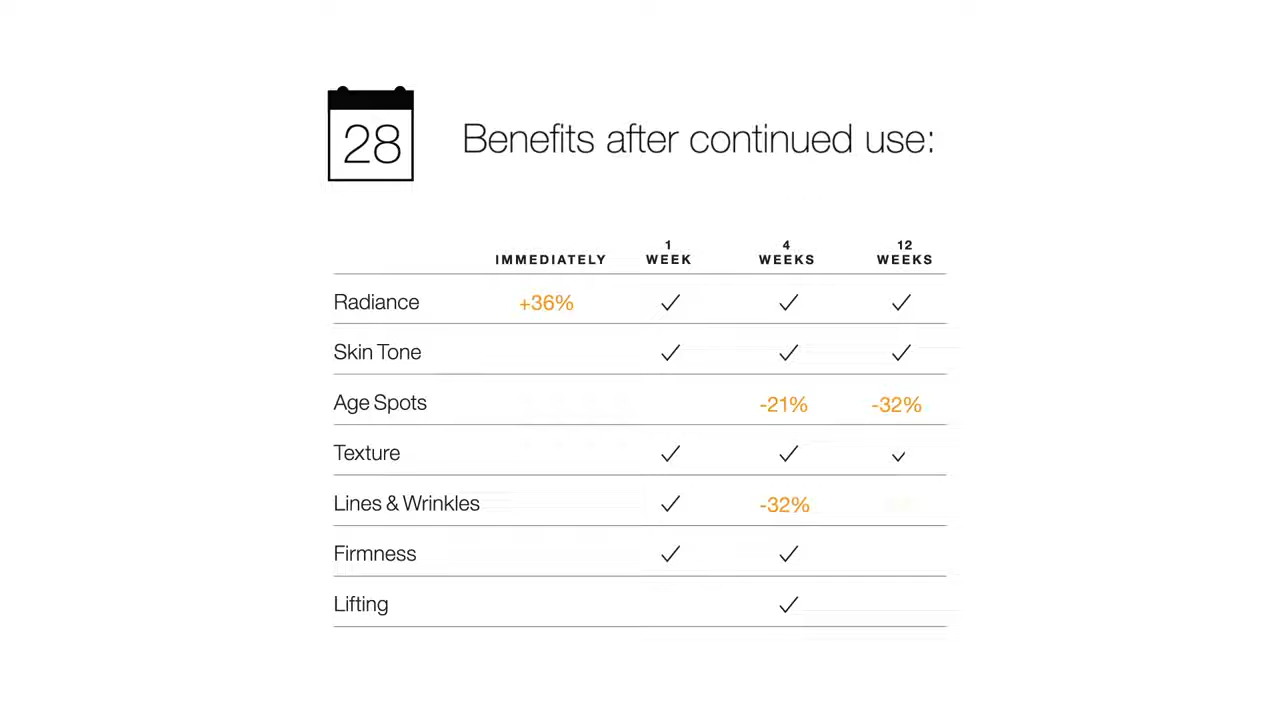 28
Benefits after continued use:
IMMEDIATELY 1 WEEK 4 WEEKS 12 WEEKS
Radiance +36% ✓ ✓ ✓
Skin Tone ✓ ✓ ✓
Age Spots -21% -32%
Texture ✓ ✓ ✓
Lines & Wrinkles ✓ -32%
Firmness ✓ ✓
Lifting ✓